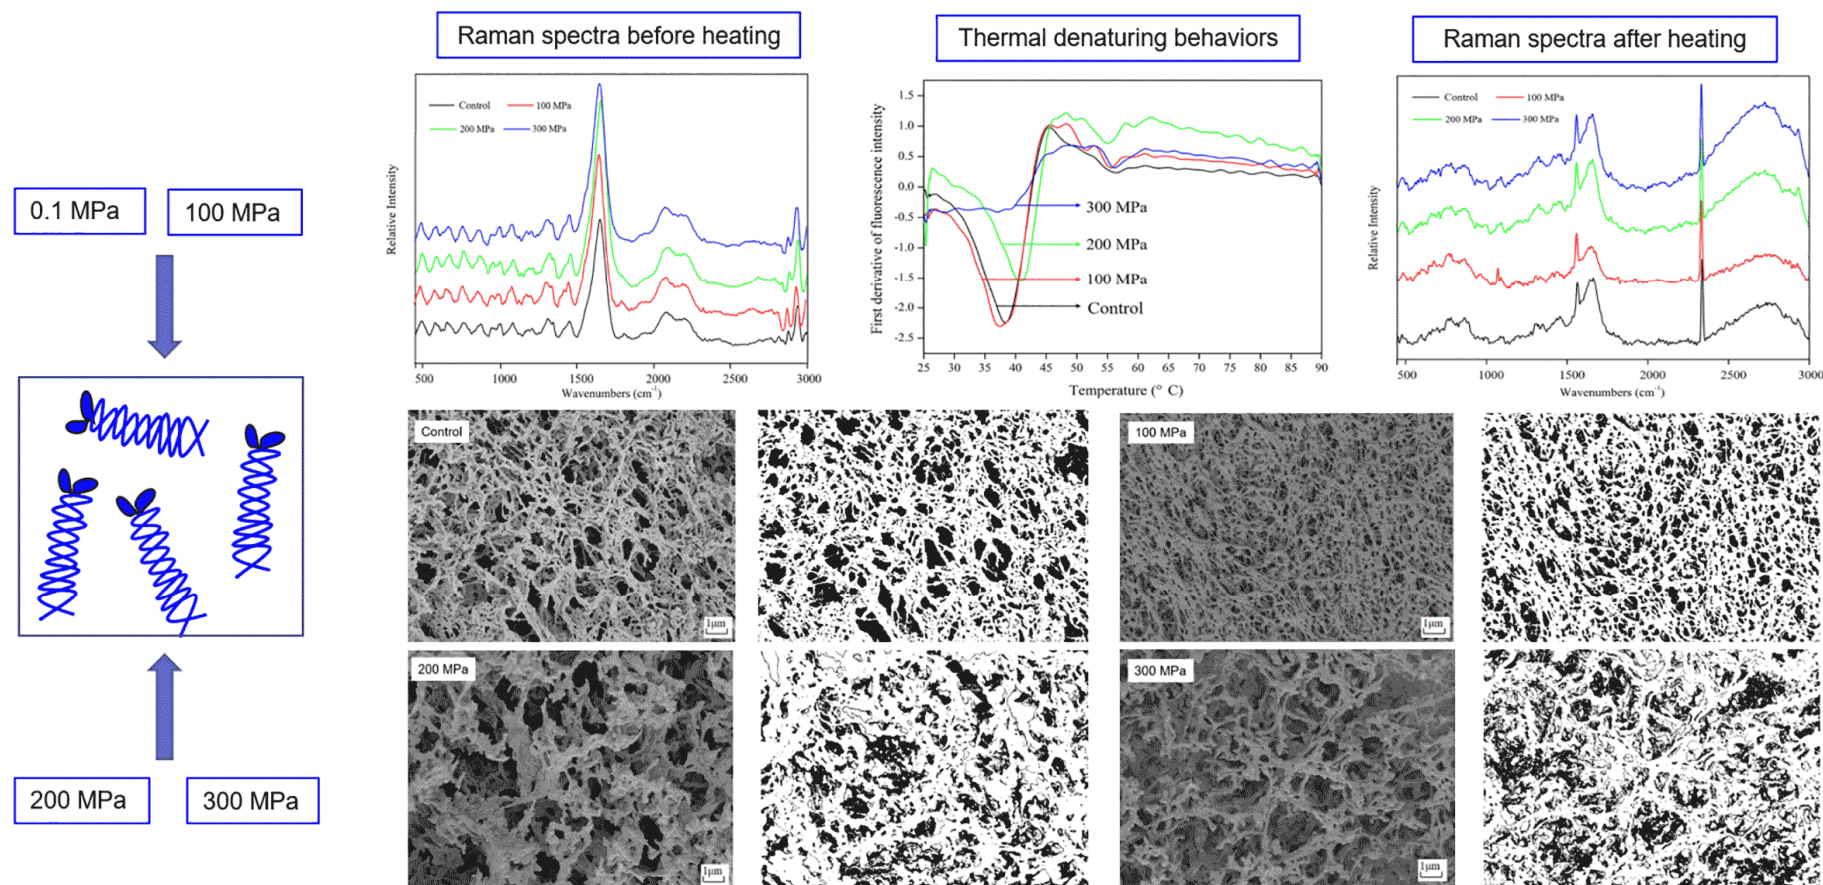 Raman spectra before heating
Thermal denaturing behaviors
Raman spectra after heating
0.1 MPa
100 MPa
200 MPa
300 MPa
Control
100 MPa
200 MPa
300 MPa
Relative Intensity
500
1000
1500
2000
2500
3000
Wavenumbers (cm-1)
1.5
1.0
0.5
0.0
-0.5
-1.0
-1.5
-2.0
-2.5
First derivative of fluorescence intensity
300 MPa
200 MPa
100 MPa
Control
25
30
35
40
45
50
55
60
65
70
75
80
85
90
Temperature (° C)
Control
100 MPa
200 MPa
300 MPa
Relative Intensity
500
1000
1500
2000
2500
3000
Wavenumbers (cm-1)
Control
1μm
100 MPa
1μm
200 MPa
1μm
300 MPa
1μm